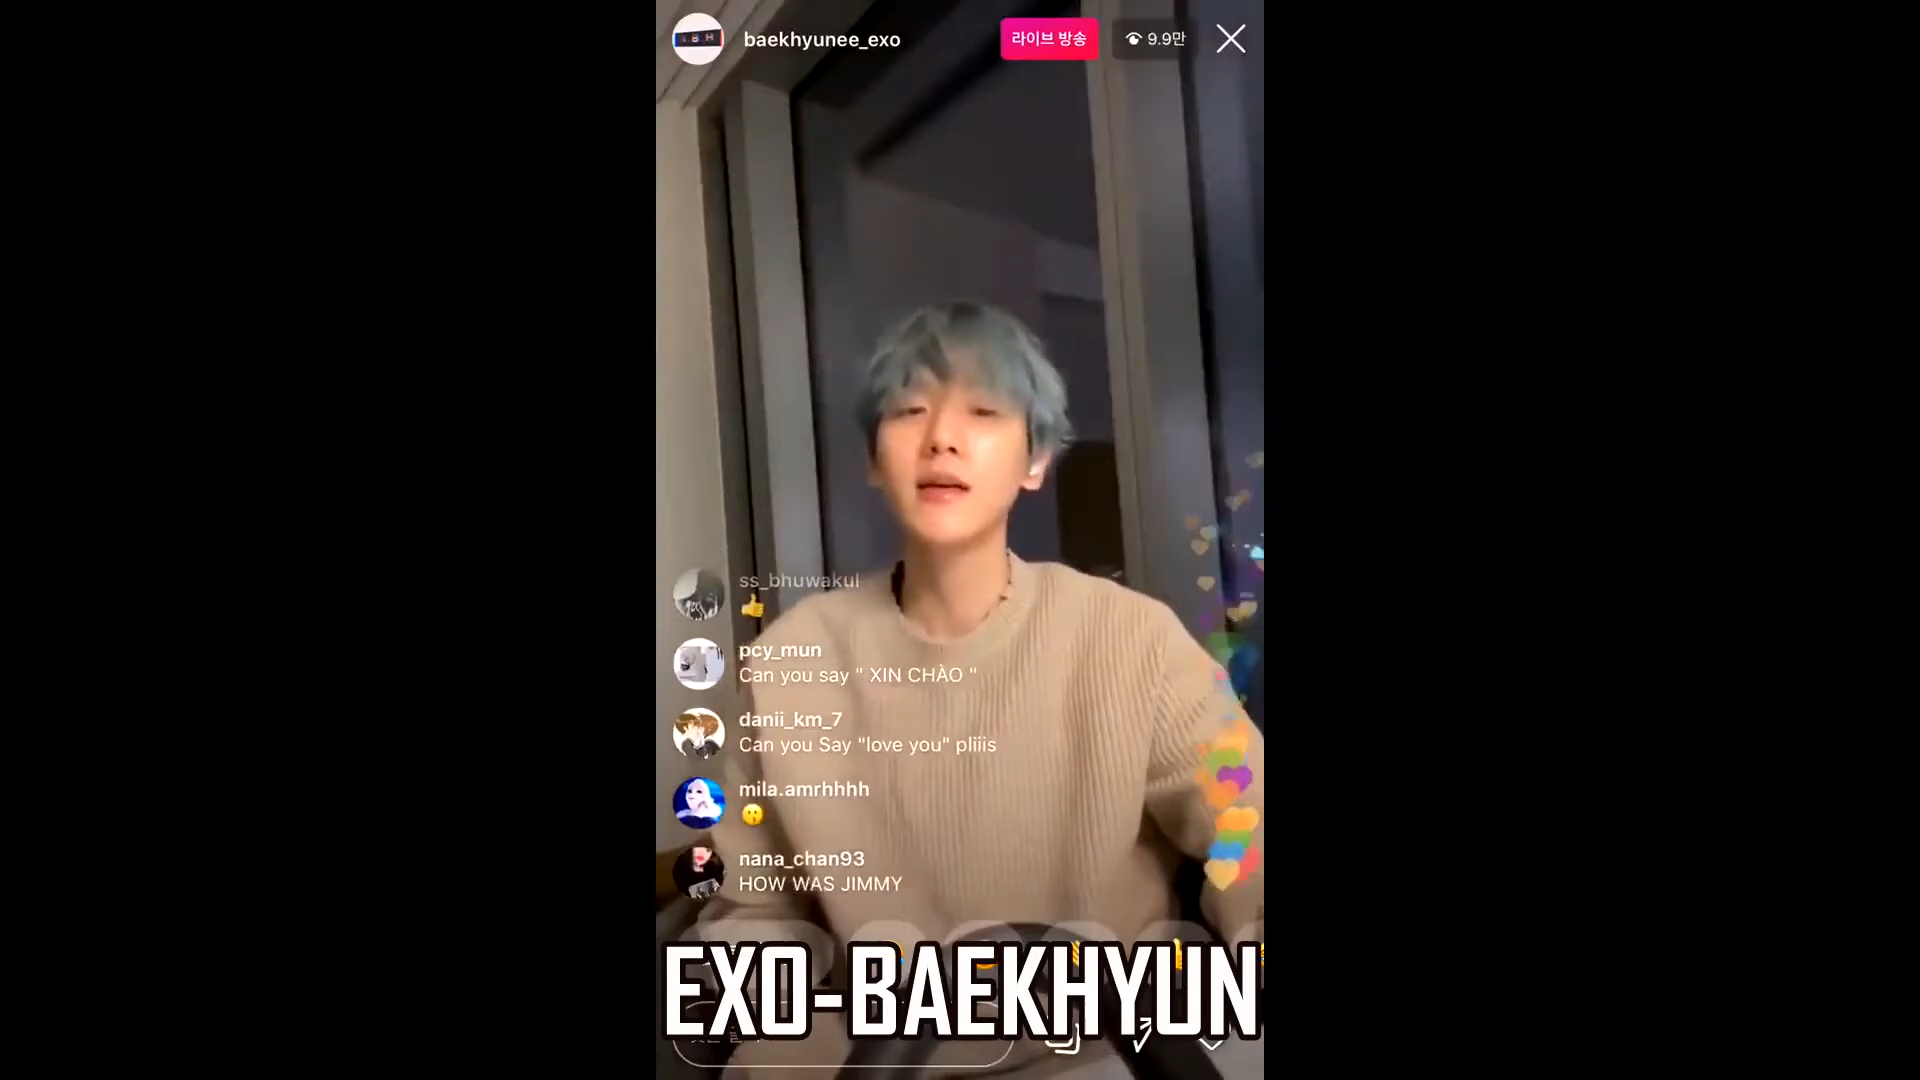 baekhyunee_exo
라이브 방송
9.9만
ss_bhuwakul
👍
pcy_mun
Can you say " XIN CHÀO "
danii_km_7
Can you Say "love you" pliiis
mila.amrhhhh
😗
nana_chan93
HOW WAS JIMMY
EXO-BAEKHYUN